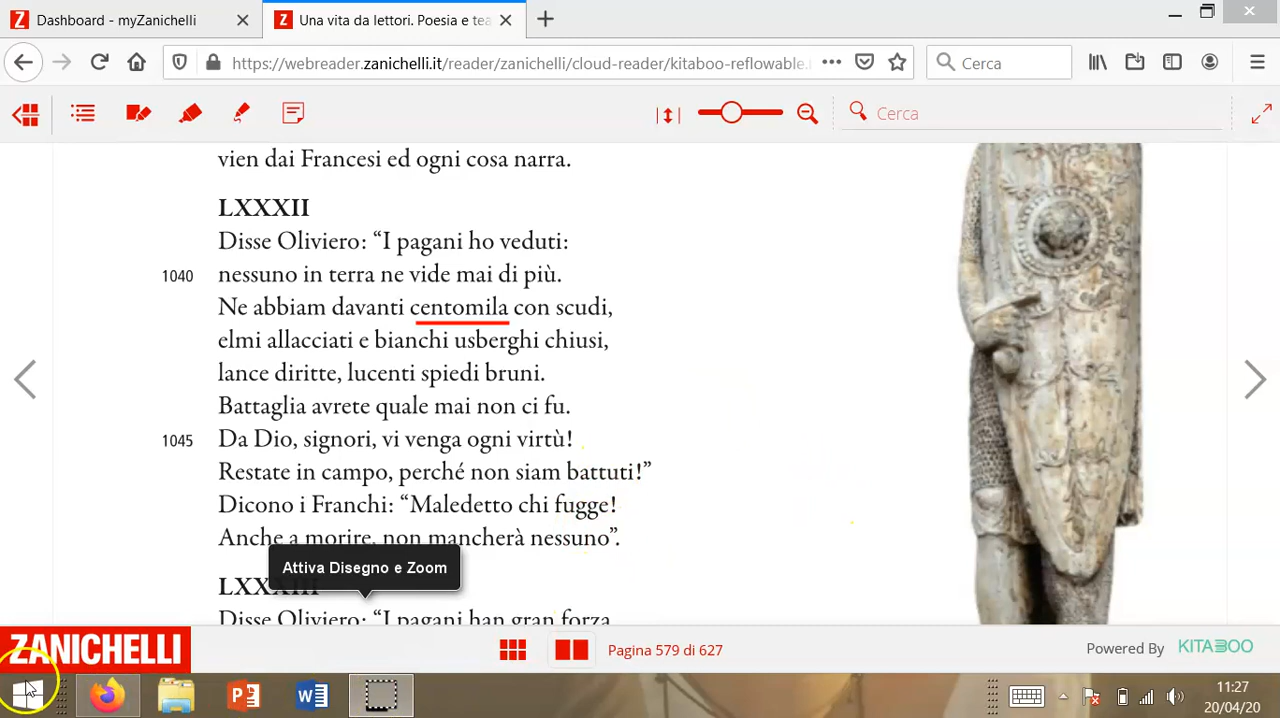 Dashboard - myZanichelli
Una vita da lettori. Poesia e tea
https://webreader.zanichelli.it/reader/zanichelli/cloud-reader/kitaboo-reflowable.
Cerca
Cerca
vien dai Francesi ed ogni cosa narra.
LXXXII
Disse Oliviero: “I pagani ho veduti:
1040 nessuno in terra ne vide mai di più.
Ne abbiam davanti centomila con scudi,
elmi allacciati e bianchi usberghi chiusi,
lance diritte, lucenti spiedi bruni.
Battaglia avrete quale mai non ci fu.
1045 Da Dio, signori, vi venga ogni virtù!
Restate in campo, perché non siam battuti!”
Dicono i Franchi: “Maledetto chi fugge!
Anche a morire, non mancherà nessuno”.
Attiva Disegno e Zoom
LXXXIII
Disse Oliviero: “I pagani han gran forza
ZANICHELLI
Pagina 579 di 627
Powered By KITABOO
11:27
20/04/20